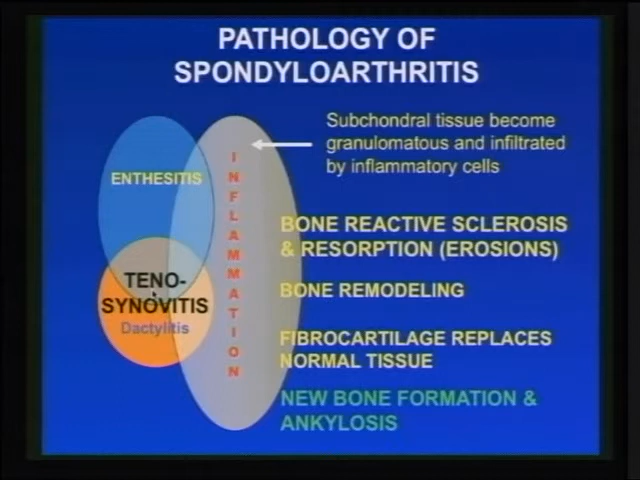 PATHOLOGY OF
SPONDYLOARTHRITIS
Subchondral tissue become
granulomatous and infiltrated
by inflammatory cells
ENTHESITIS
INFLAMMATION
BONE REACTIVE SCLEROSIS
& RESORPTION (EROSIONS)
TENO-
SYNOVITIS
Dactylitis
BONE REMODELING
FIBROCARTILAGE REPLACES
NORMAL TISSUE
NEW BONE FORMATION &
ANKYLOSIS